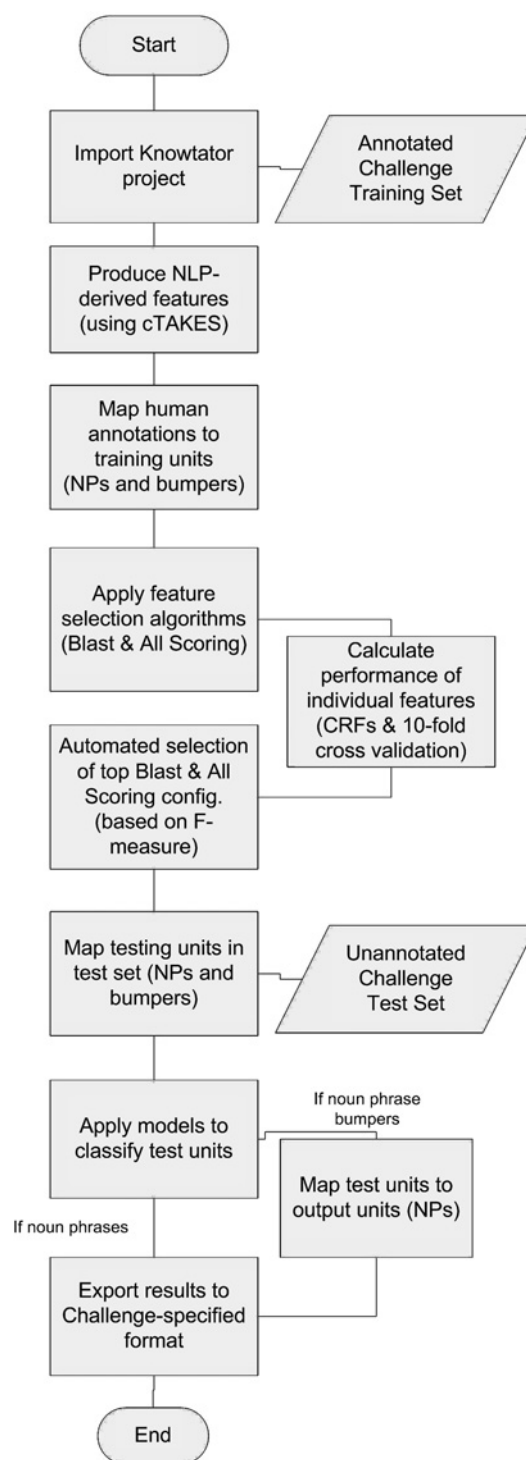 Start
Import Knowtator
project
Annotated
Challenge
Training Set
Produce NLP-
derived features
(using cTAKES)
Map human
annotations to
training units
(NPs and bumpers)
Apply feature
selection algorithms
(Blast & All Scoring)
Calculate
performance of
individual features
(CRFs & 10-fold
cross validation)
Automated selection
of top Blast & All
Scoring config.
(based on F-
measure)
Map testing units in
test set (NPs and
bumpers)
Unannotated
Challenge
Test Set
Apply models to
classify test units
If noun phrase
bumpers
Map test units to
output units (NPs)
If noun phrases
Export results to
Challenge-specified
format
End